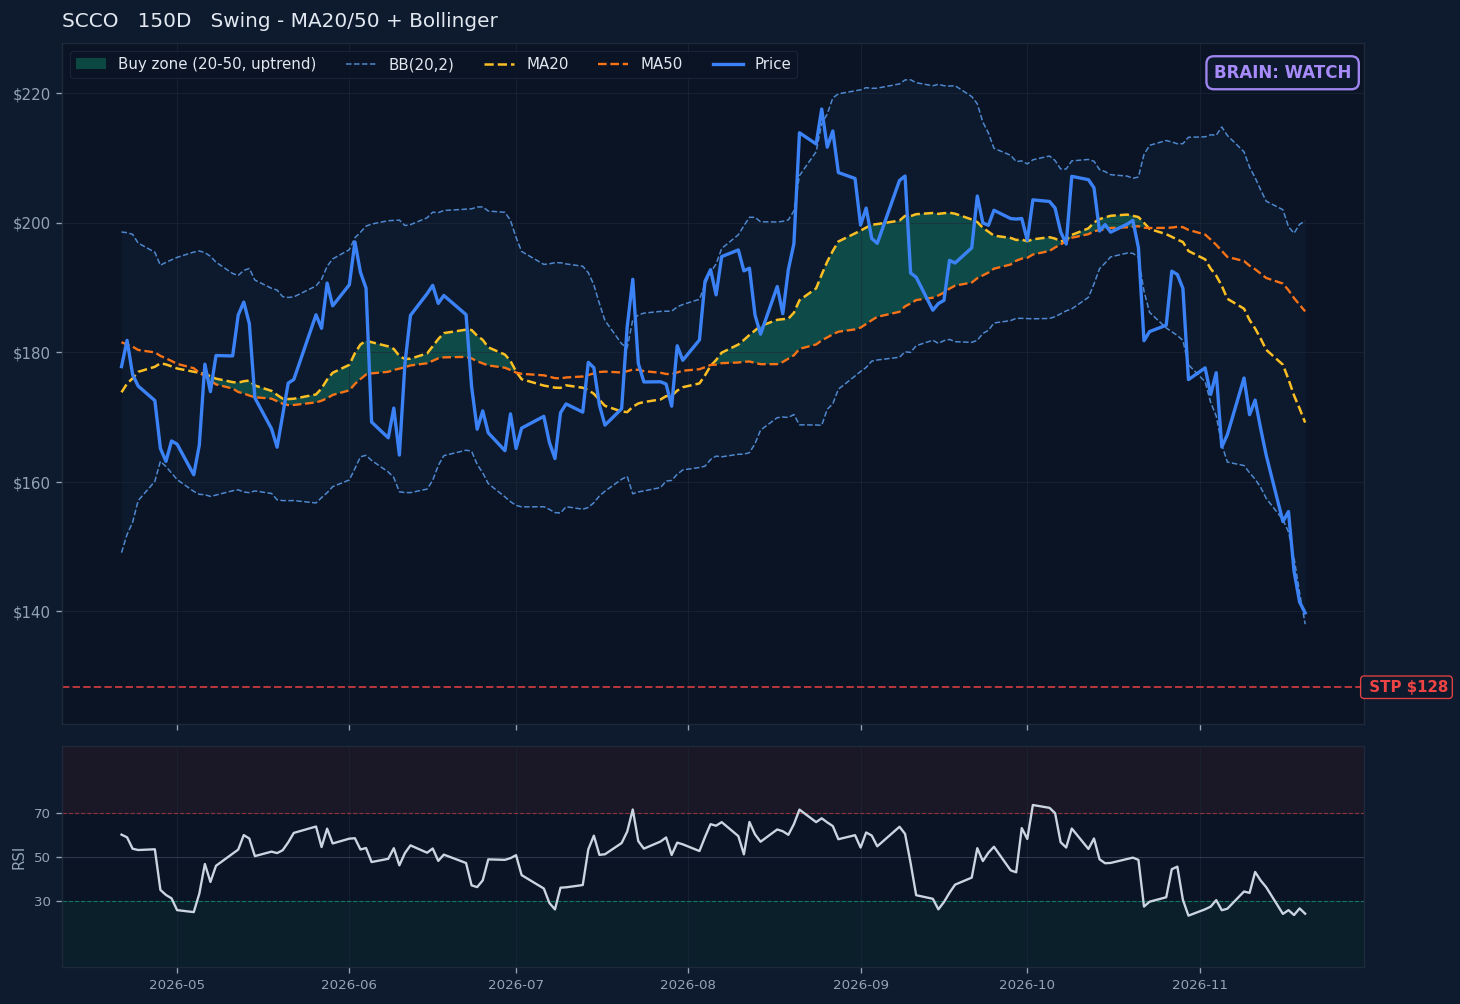 SCCO   150D   Swing - MA20/50 + Bollinger
Buy zone (20-50, uptrend)   BB(20,2)   MA20   MA50   Price
BRAIN: WATCH
$220
$200
$180
$160
$140
STP $128
RSI
70
50
30
2026-05   2026-06   2026-07   2026-08   2026-09   2026-10   2026-11